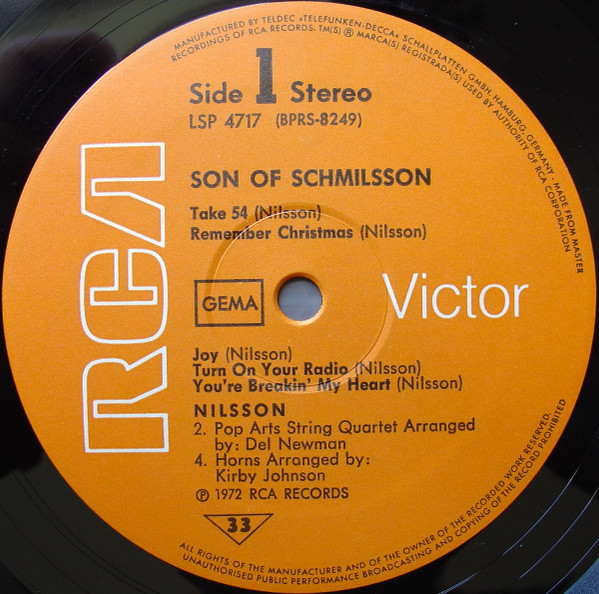 MANUFACTURED BY TELDEC »TELEFUNKEN-DECCA« SCHALLPLATTEN GMBH, HAMBURG, GERMANY · MADE FROM MASTER
RECORDINGS OF RCA RECORDS. TM(S) ® MARCA(S) REGISTRADA(S) USED BY AUTHORITY OF RCA CORPORATION
Side 1 Stereo
LSP 4717 (BPRS-8249)
SON OF SCHMILSSON
Take 54 (Nilsson)
Remember Christmas (Nilsson)
RCA
GEMA
Victor
Joy (Nilsson)
Turn On Your Radio (Nilsson)
You're Breakin' My Heart (Nilsson)
NILSSON
2. Pop Arts String Quartet Arranged
by: Del Newman
4. Horns Arranged by:
Kirby Johnson
℗ 1972 RCA RECORDS
33
ALL RIGHTS OF THE MANUFACTURER AND OF THE OWNER OF THE RECORDED WORK RESERVED.
UNAUTHORISED PUBLIC PERFORMANCE BROADCASTING AND COPYING OF THE RECORD PROHIBITED